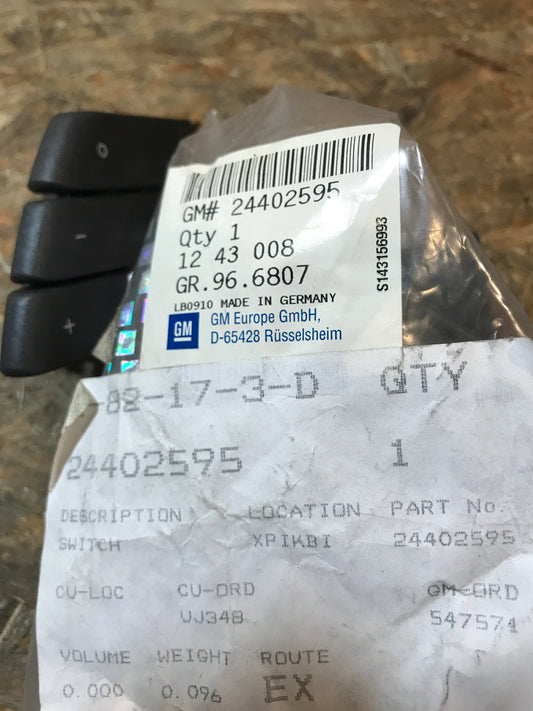 O
–
+
GM# 24402595
Qty 1
12 43 008
GR.96.6807
S143156993
LB0910 MADE IN GERMANY
GM
GM Europe GmbH,
D-65428 Rüsselsheim
-82-17-3-D QTY
24402595 1
DESCRIPTION LOCATION PART No.
SWITCH XPIKBI 24402595
CU-LOC CU-ORD GM-ORD
VJ348 547571
VOLUME WEIGHT ROUTE
0.000 0.096 EX